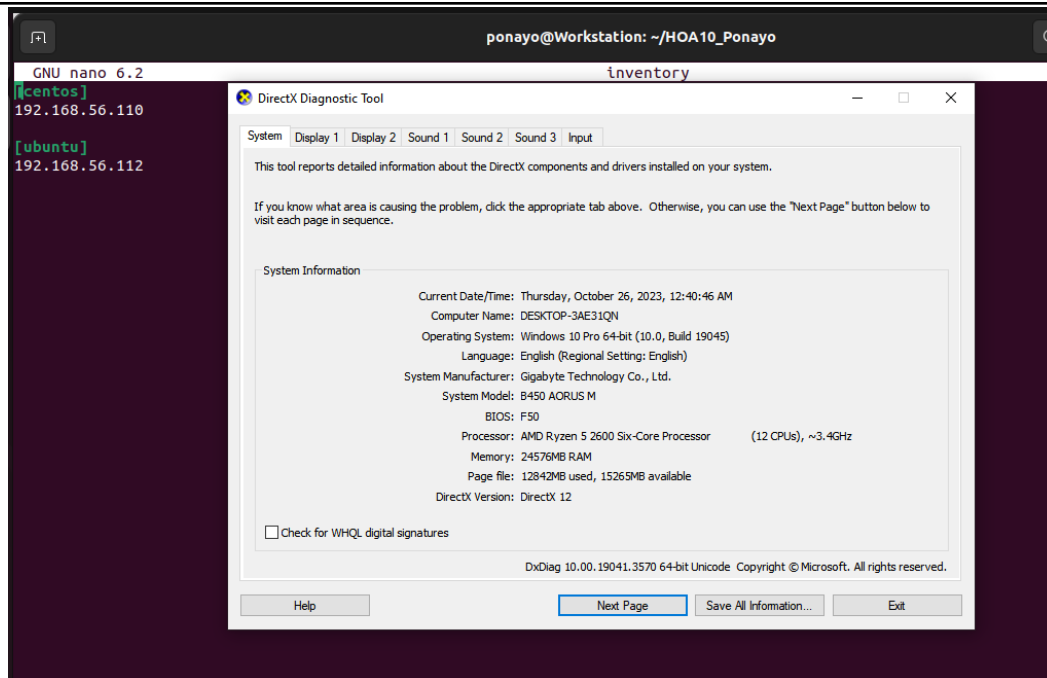 ponayo@Workstation: ~/HOA10_Ponayo
GNU nano 6.2 inventory
[centos]
192.168.56.110
[ubuntu]
192.168.56.112
DirectX Diagnostic Tool
System Display 1 Display 2 Sound 1 Sound 2 Sound 3 Input
This tool reports detailed information about the DirectX components and drivers installed on your system.
If you know what area is causing the problem, click the appropriate tab above.  Otherwise, you can use the "Next Page" button below to
visit each page in sequence.
System Information
Current Date/Time: Thursday, October 26, 2023, 12:40:46 AM
Computer Name: DESKTOP-3AE31QN
Operating System: Windows 10 Pro 64-bit (10.0, Build 19045)
Language: English (Regional Setting: English)
System Manufacturer: Gigabyte Technology Co., Ltd.
System Model: B450 AORUS M
BIOS: F50
Processor: AMD Ryzen 5 2600 Six-Core Processor (12 CPUs), ~3.4GHz
Memory: 24576MB RAM
Page file: 12842MB used, 15265MB available
DirectX Version: DirectX 12
Check for WHQL digital signatures
DxDiag 10.00.19041.3570 64-bit Unicode Copyright © Microsoft. All rights reserved.
Help Next Page Save All Information... Exit